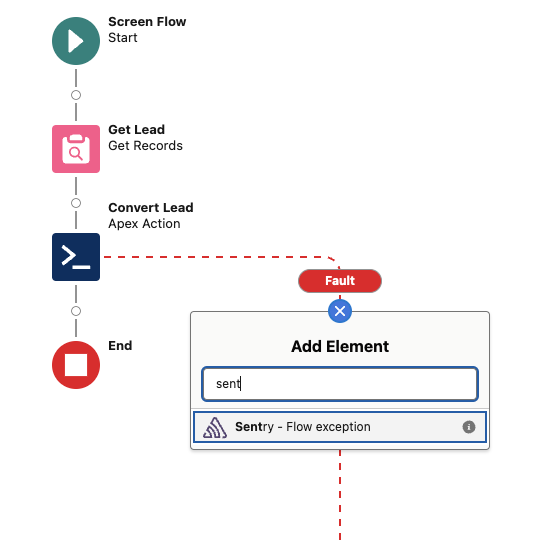 Screen Flow
Start
Get Lead
Get Records
Convert Lead
Apex Action
Fault
End
Add Element
sent
Sentry - Flow exception